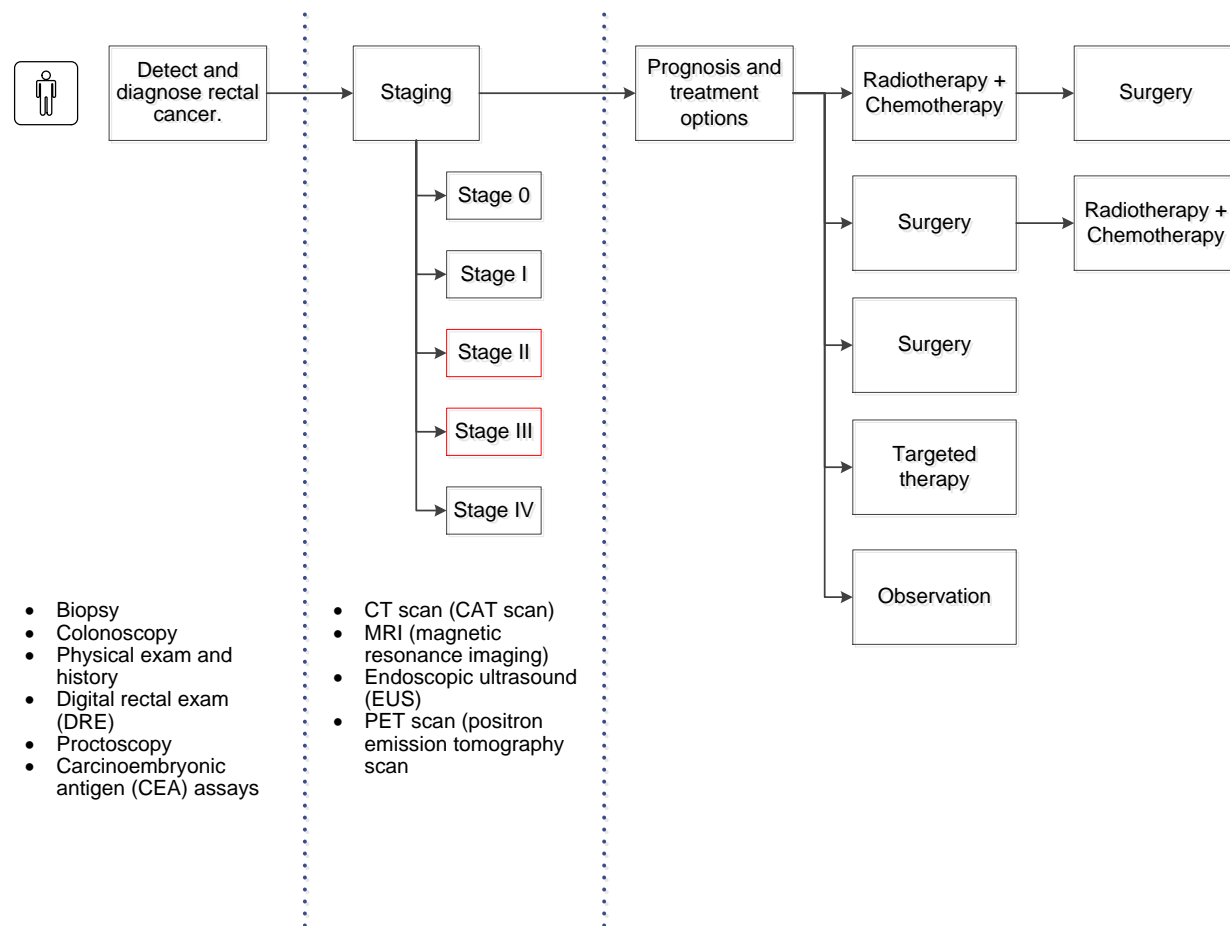 Detect and
diagnose rectal
cancer.
Staging
Prognosis and
treatment
options
Radiotherapy +
Chemotherapy
Surgery
Stage 0
Stage I
Stage II
Stage III
Stage IV
Surgery
Radiotherapy +
Chemotherapy
Surgery
Targeted
therapy
Observation
• Biopsy
• Colonoscopy
• Physical exam and
history
• Digital rectal exam
(DRE)
• Proctoscopy
• Carcinoembryonic
antigen (CEA) assays
• CT scan (CAT scan)
• MRI (magnetic
resonance imaging)
• Endoscopic ultrasound
(EUS)
• PET scan (positron
emission tomography
scan